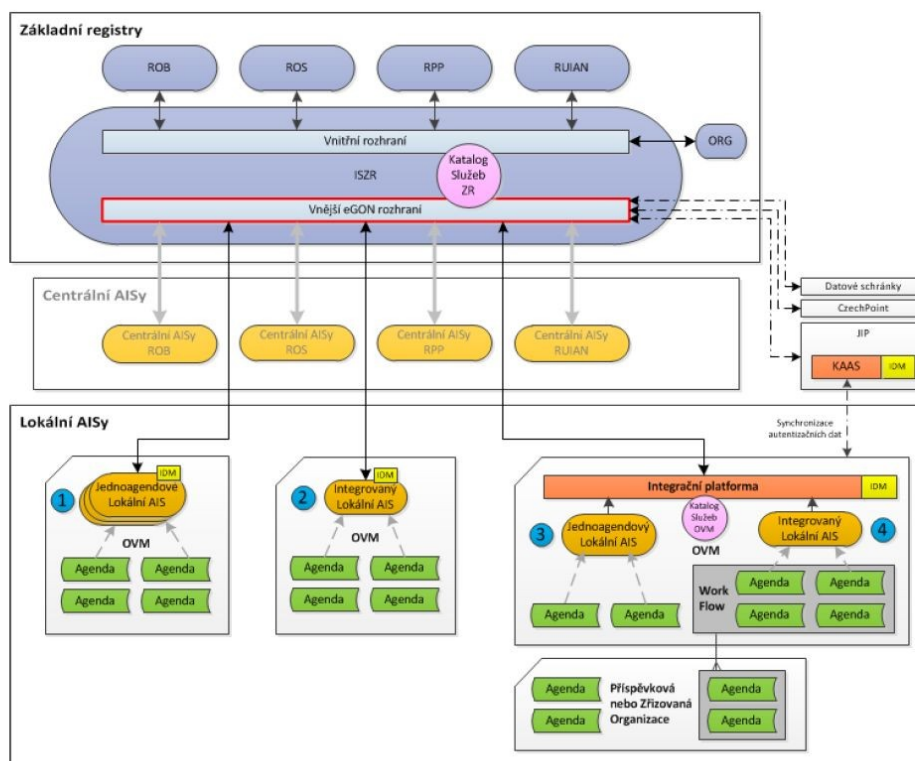 Základní registry
ROB
ROS
RPP
RUIAN
Vnitřní rozhraní
ORG
ISZR
Katalog
Služeb
ZR
Vnější eGON rozhraní
Centrální AISy
Centrální AISy
ROB
Centrální AISy
ROS
Centrální AISy
RPP
Centrální AISy
RUIAN
Datové schránky
CzechPoint
JIP
KAAS
IDM
Synchronizace
autentizačních dat
Lokální AISy
1
IDM
Jednoagendové
Lokální AIS
OVM
Agenda
Agenda
Agenda
Agenda
2
IDM
Integrovaný
Lokální AIS
OVM
Agenda
Agenda
Agenda
Agenda
Integrační platforma
IDM
3
Jednoagendový
Lokální AIS
Katalog
Služeb
OVM
OVM
Integrovaný
Lokální AIS
4
Agenda
Agenda
Work
Flow
Agenda
Agenda
Agenda
Agenda
Agenda
Agenda
Příspěvková
nebo Zřizovaná
Organizace
Agenda
Agenda